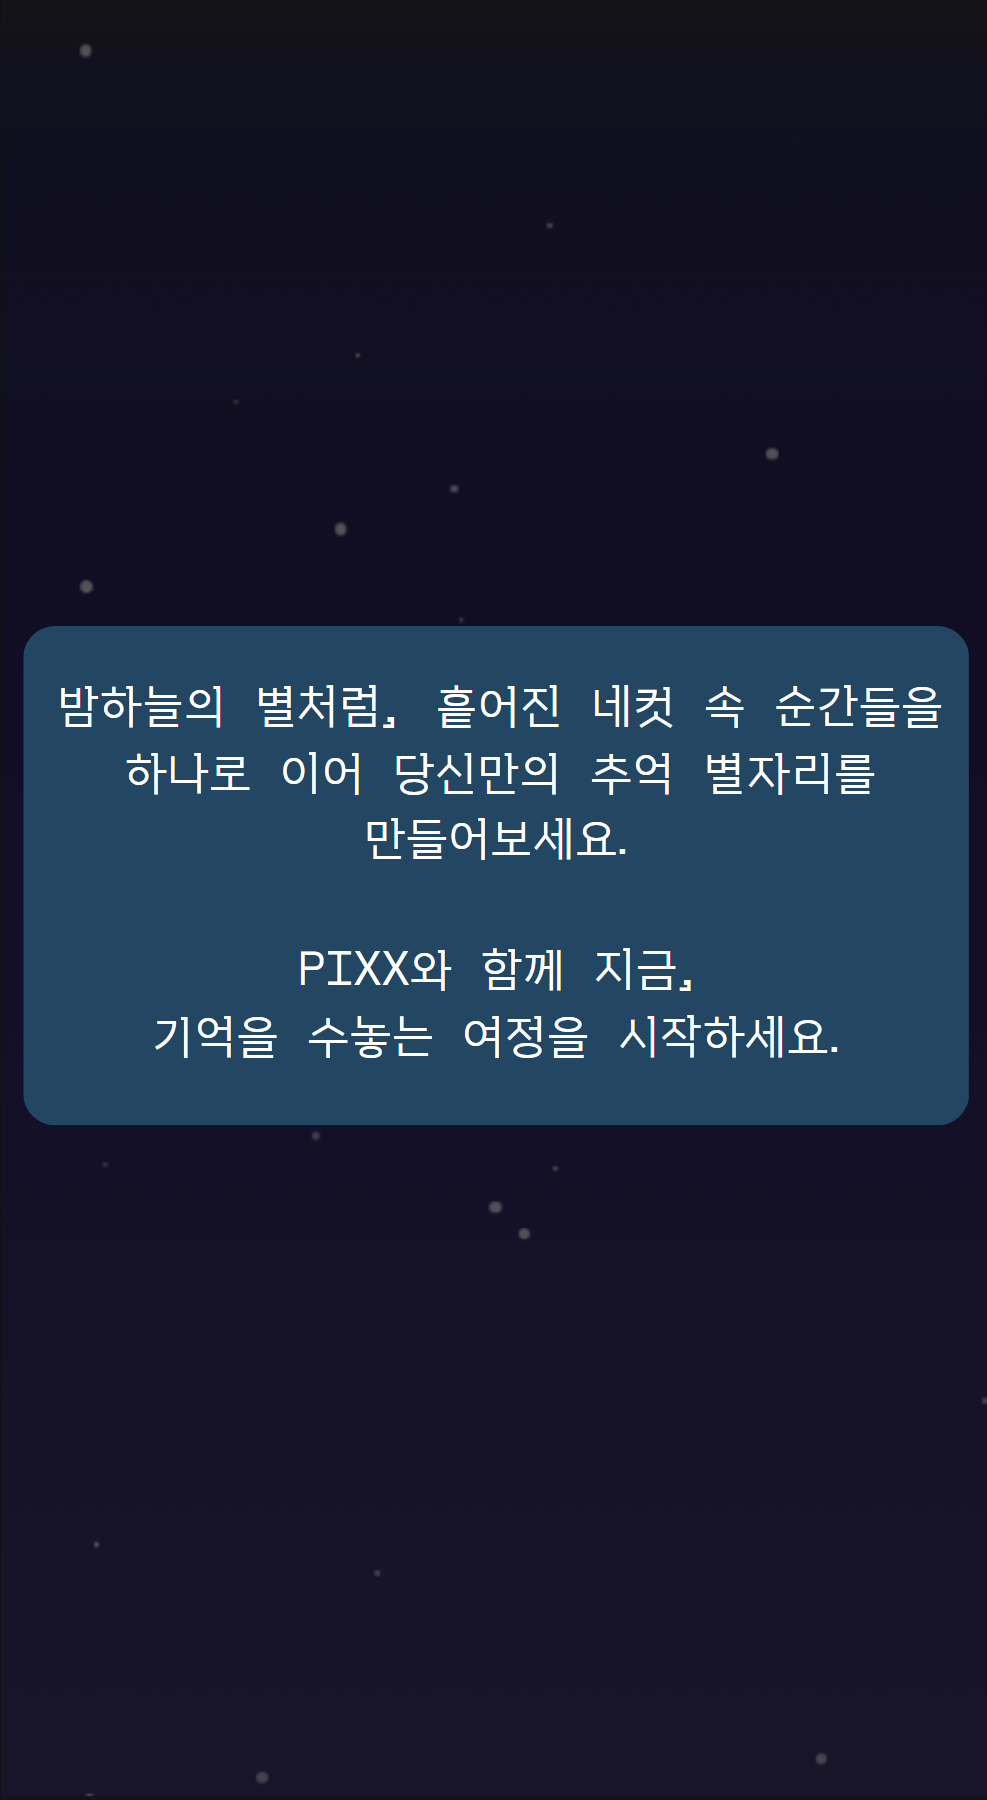 밤하늘의 별처럼, 흩어진 네컷 속 순간들을
하나로 이어 당신만의 추억 별자리를
만들어보세요.
PIXX와 함께 지금,
기억을 수놓는 여정을 시작하세요.